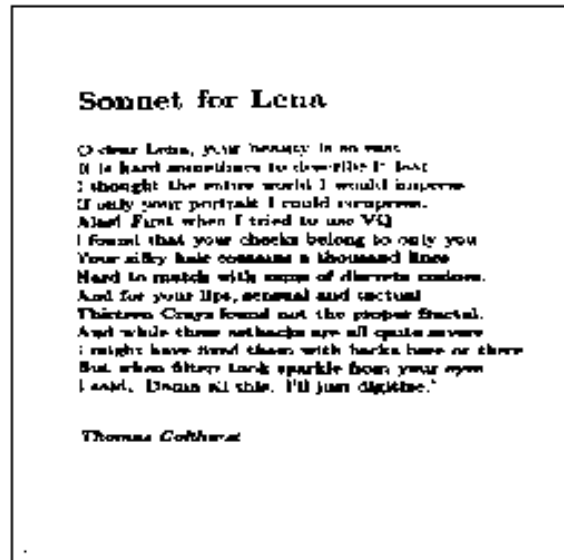 Sonnet for Lena
O dear Lena, your beauty is so vast
It is hard sometimes to describe it fast.
I thought the entire world I would impress
If only your portrait I could compress.
Alas! First when I tried to use VQ
I found that your cheeks belong to only you.
Your silky hair contains a thousand lines
Hard to match with sums of discrete cosines.
And for your lips, sensual and tactual
Thirteen Crays found not the proper fractal.
And while these setbacks are all quite severe
I might have fixed them with hacks here or there
But when filters took sparkle from your eyes
I said, Damn all this. I'll just digitize."
Thomas Colthurst